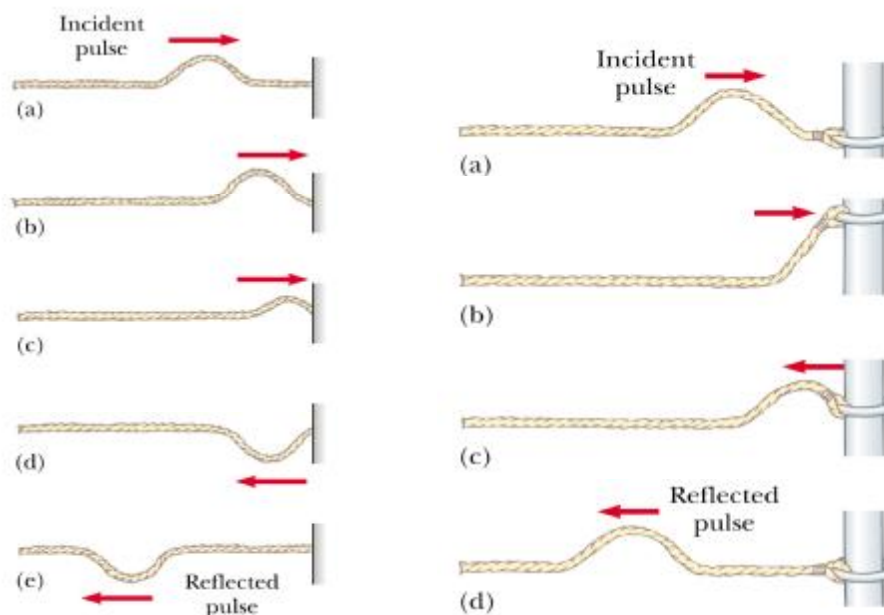 Incident
pulse
(a)
(b)
(c)
(d)
(e)
Reflected
pulse
Incident
pulse
(a)
(b)
(c)
Reflected
pulse
(d)